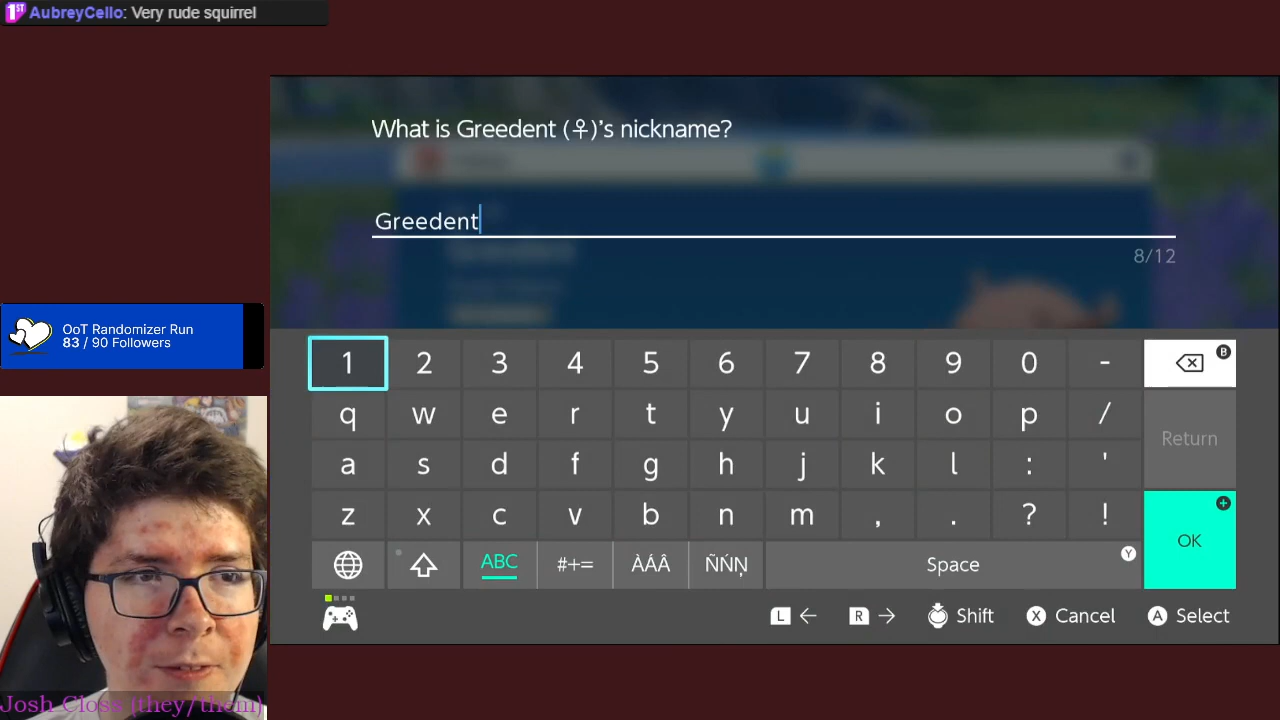 1ST AubreyCello: Very rude squirrel
What is Greedent (♀)'s nickname?
Greedent
8/12
OoT Randomizer Run
83 / 90 Followers
1 2 3 4 5 6 7 8 9 0 - B
q w e r t y u i o p / Return
a s d f g h j k l : '
z x c v b n m , . ? ! + OK
ABC #+= ÀÁÂ ÑŃŅ Space Y
L ← R → Shift X Cancel A Select
Josh Closs (they/them)